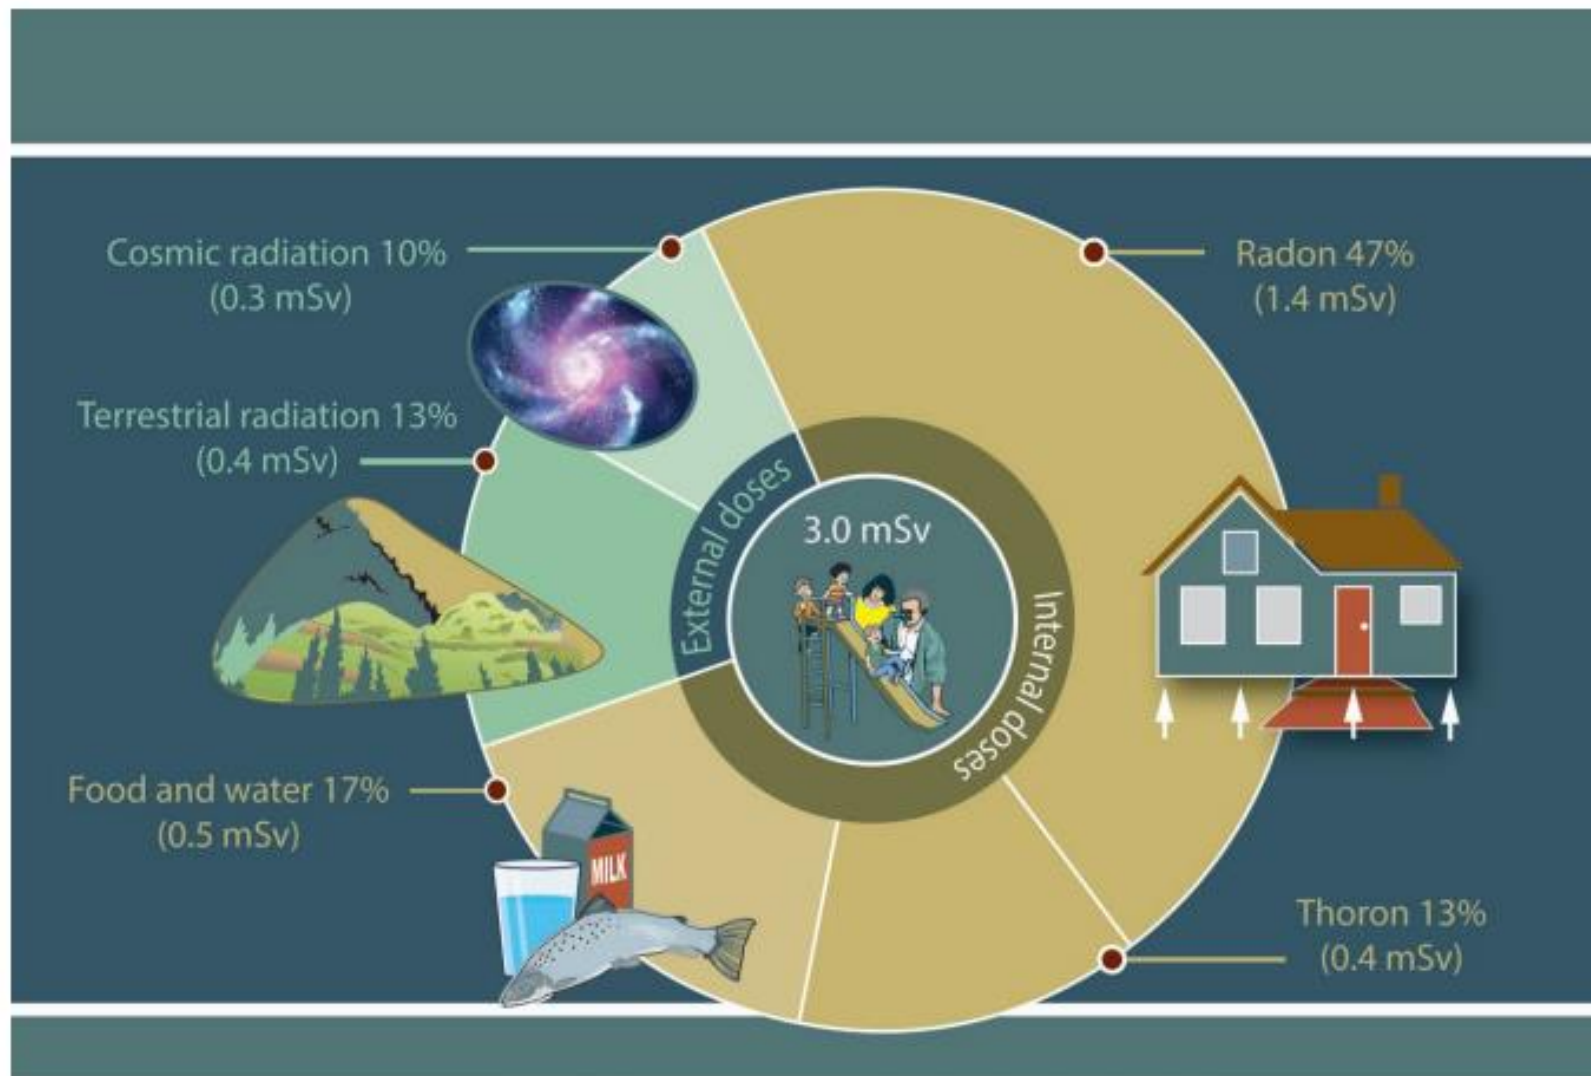 Cosmic radiation 10%
(0.3 mSv)
Radon 47%
(1.4 mSv)
Terrestrial radiation 13%
(0.4 mSv)
External doses
3.0 mSv
Internal doses
Food and water 17%
(0.5 mSv)
MILK
Thoron 13%
(0.4 mSv)